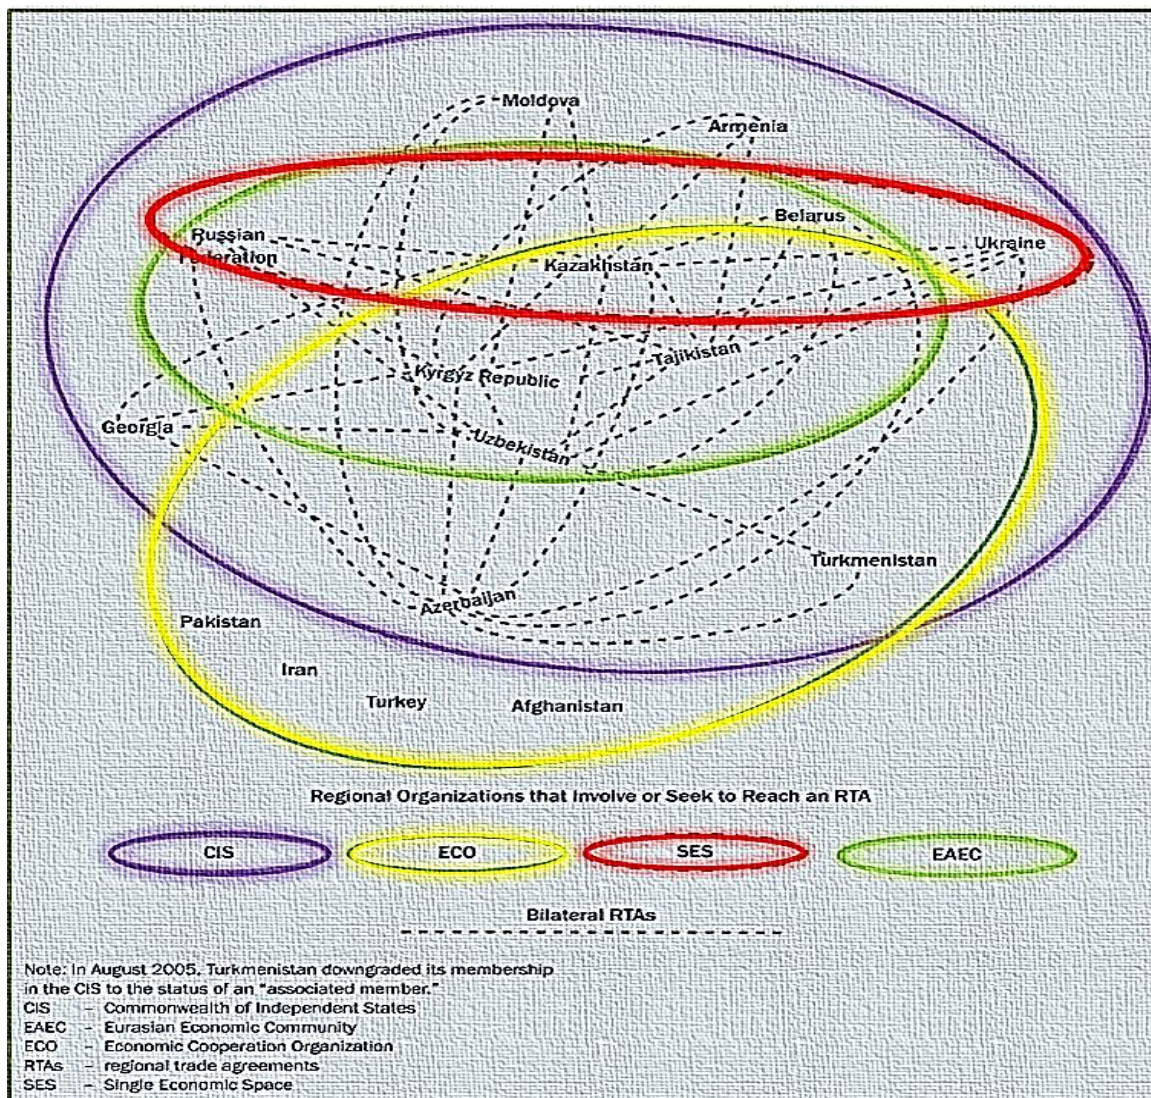 Moldova
Armenia
Belarus
Russian
Federation
Ukraine
Kazakhstan
Tajikistan
Kyrgyz Republic
Georgia
Uzbekistan
Turkmenistan
Azerbaijan
Pakistan
Iran
Turkey
Afghanistan
Regional Organizations that Involve or Seek to Reach an RTA
CIS
ECO
SES
EAEC
Bilateral RTAs
Note: In August 2005, Turkmenistan downgraded its membership
in the CIS to the status of an "associated member."
CIS – Commonwealth of Independent States
EAEC – Eurasian Economic Community
ECO – Economic Cooperation Organization
RTAs – regional trade agreements
SES – Single Economic Space